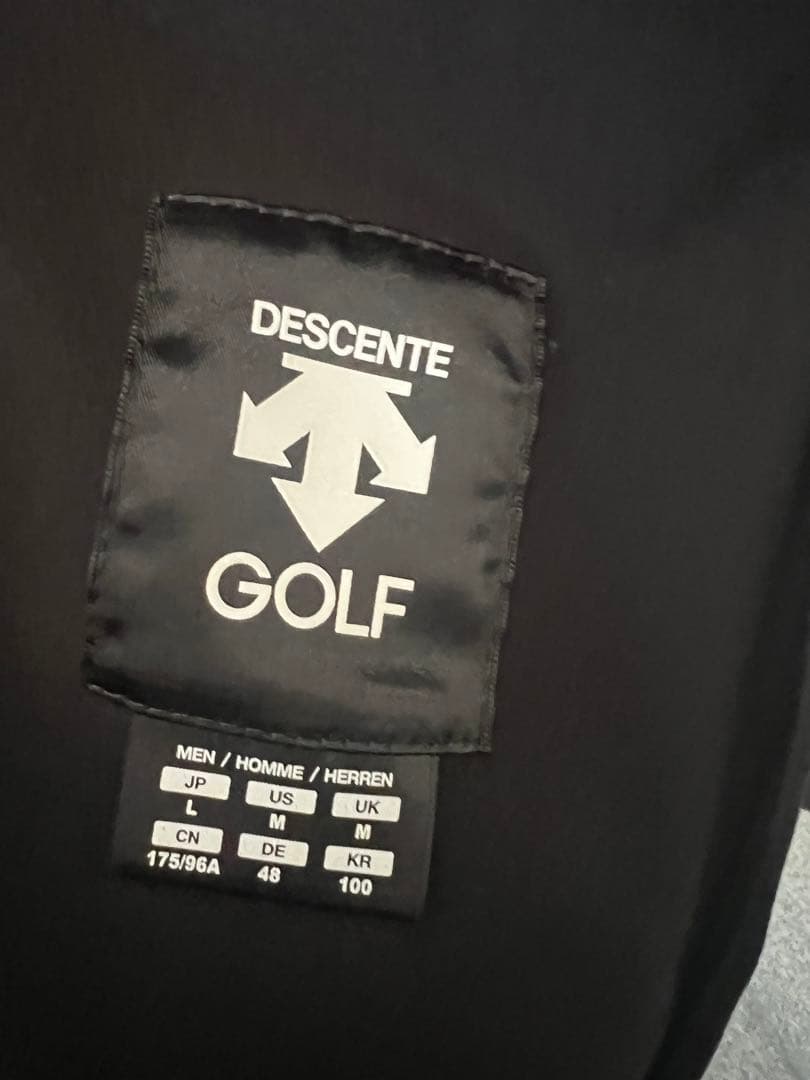 DESCENTE
GOLF
MEN / HOMME / HERREN
JP US UK
L M M
CN DE KR
175/96A 48 100